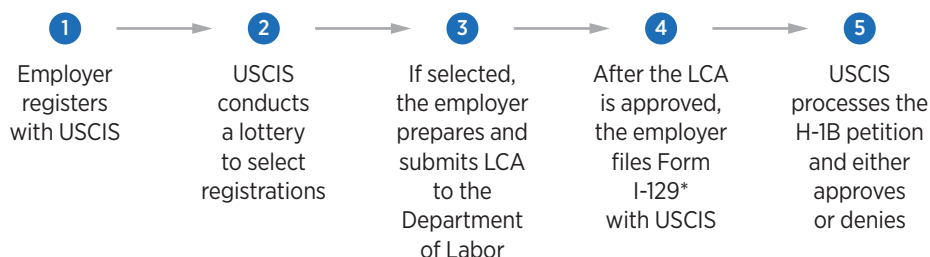 1
Employer
registers
with USCIS
2
USCIS
conducts
a lottery
to select
registrations
3
If selected,
the employer
prepares and
submits LCA
to the
Department
of Labor
4
After the LCA
is approved,
the employer
files Form
I-129*
with USCIS
5
USCIS
processes the
H-1B petition
and either
approves
or denies